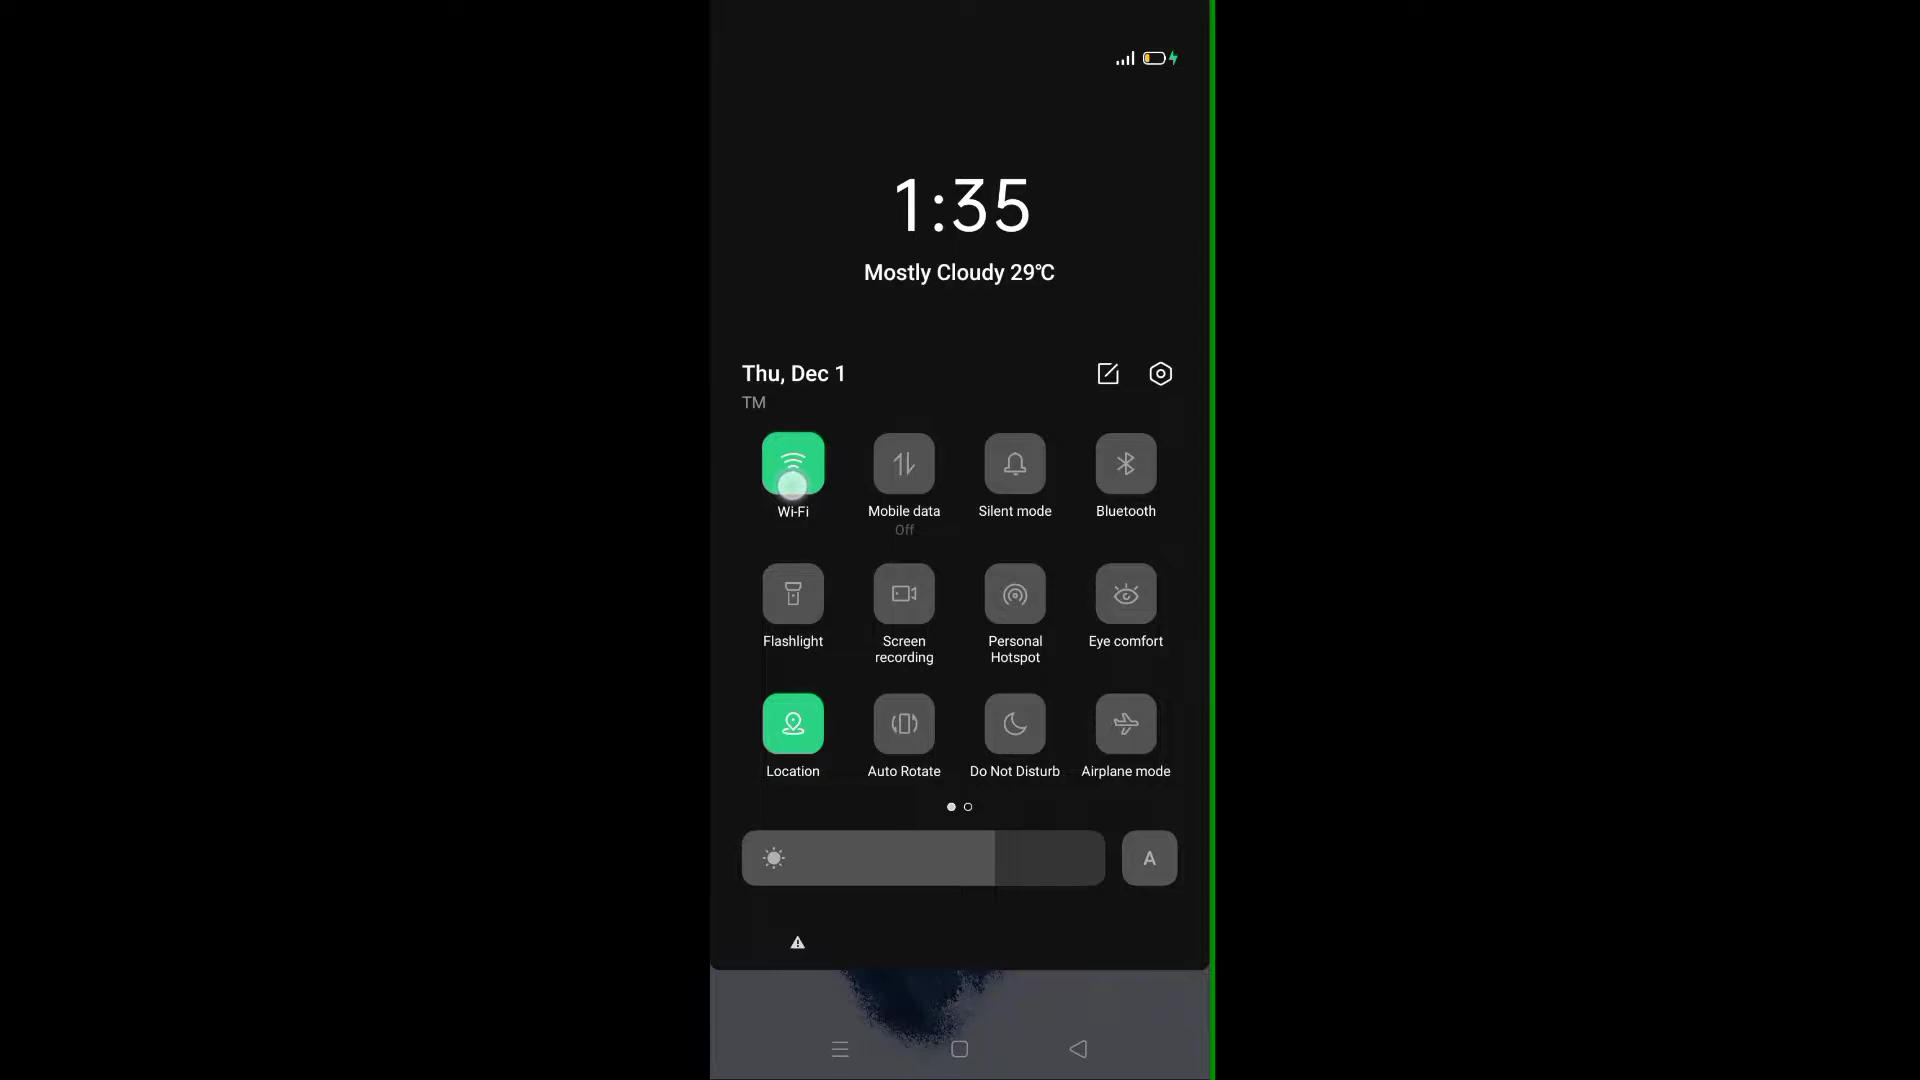 1:35
Mostly Cloudy 29℃
Thu, Dec 1
TM
Wi-Fi
Mobile data
Off
Silent mode
Bluetooth
Flashlight
Screen
recording
Personal
Hotspot
Eye comfort
Location
Auto Rotate
Do Not Disturb
Airplane mode
A